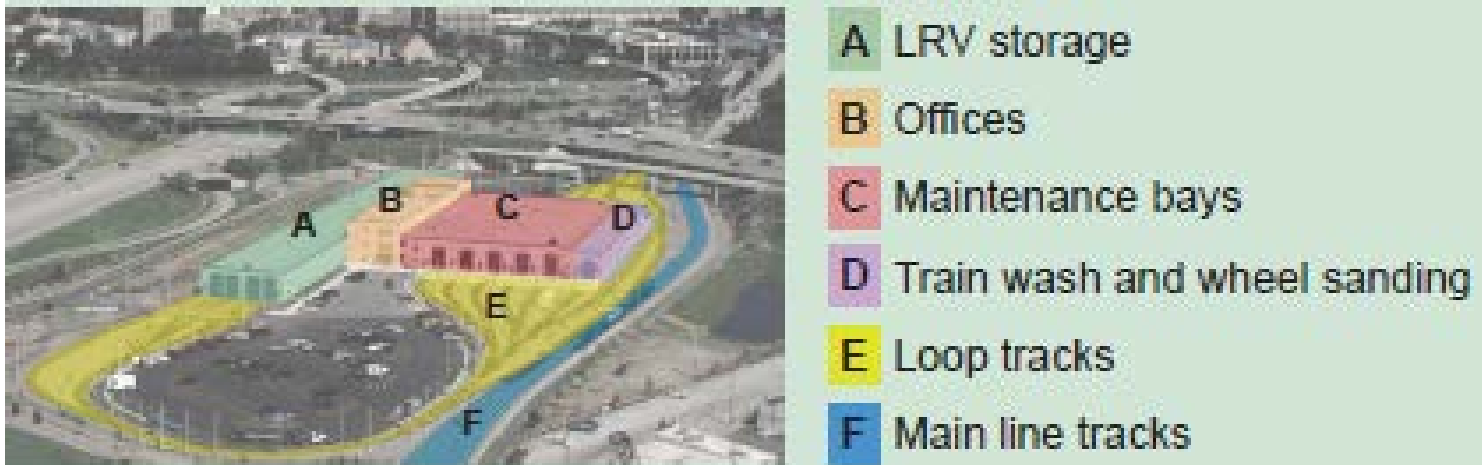 A
B
C
D
E
F
A LRV storage
B Offices
C Maintenance bays
D Train wash and wheel sanding
E Loop tracks
F Main line tracks